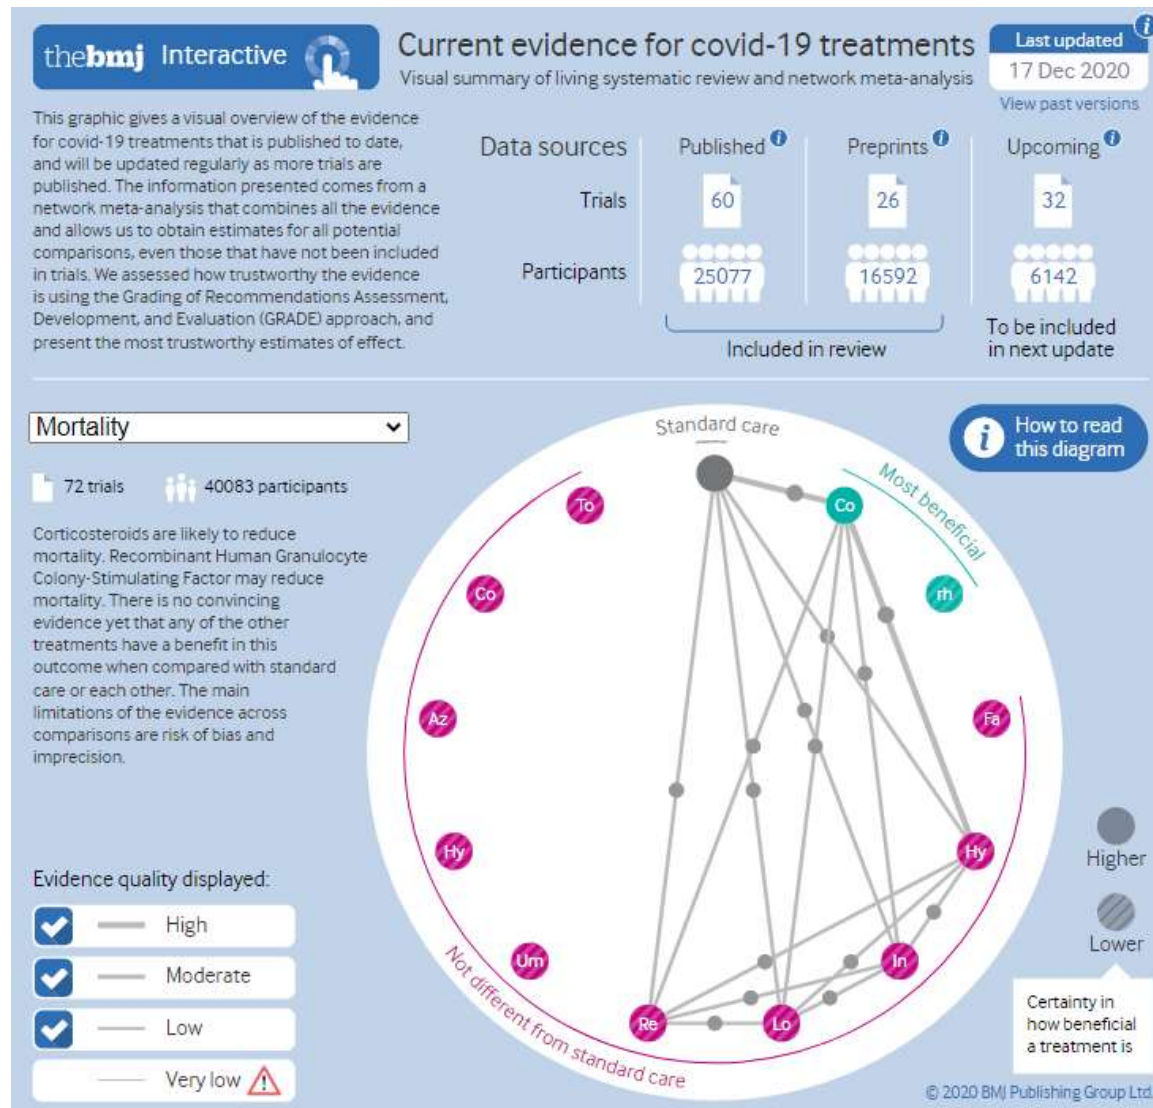 thebmj Interactive
Current evidence for covid-19 treatments
Visual summary of living systematic review and network meta-analysis
Last updated
17 Dec 2020
View past versions
This graphic gives a visual overview of the evidence
for covid-19 treatments that is published to date,
and will be updated regularly as more trials are
published. The information presented comes from a
network meta-analysis that combines all the evidence
and allows us to obtain estimates for all potential
comparisons, even those that have not been included
in trials. We assessed how trustworthy the evidence
is using the Grading of Recommendations Assessment,
Development, and Evaluation (GRADE) approach, and
present the most trustworthy estimates of effect.
Data sources
Published
Preprints
Upcoming
Trials
60
26
32
Participants
25077
16592
6142
Included in review
To be included
in next update
Mortality
72 trials
40083 participants
Corticosteroids are likely to reduce
mortality. Recombinant Human Granulocyte
Colony-Stimulating Factor may reduce
mortality. There is no convincing
evidence yet that any of the other
treatments have a benefit in this
outcome when compared with standard
care or each other. The main
limitations of the evidence across
comparisons are risk of bias and
imprecision.
Evidence quality displayed:
High
Moderate
Low
Very low
How to read
this diagram
Standard care
Most beneficial
Not different from standard care
Co
rh
Fa
Hy
In
Lo
Re
Um
Hy
Az
Co
To
Higher
Lower
Certainty in
how beneficial
a treatment is
© 2020 BMJ Publishing Group Ltd.